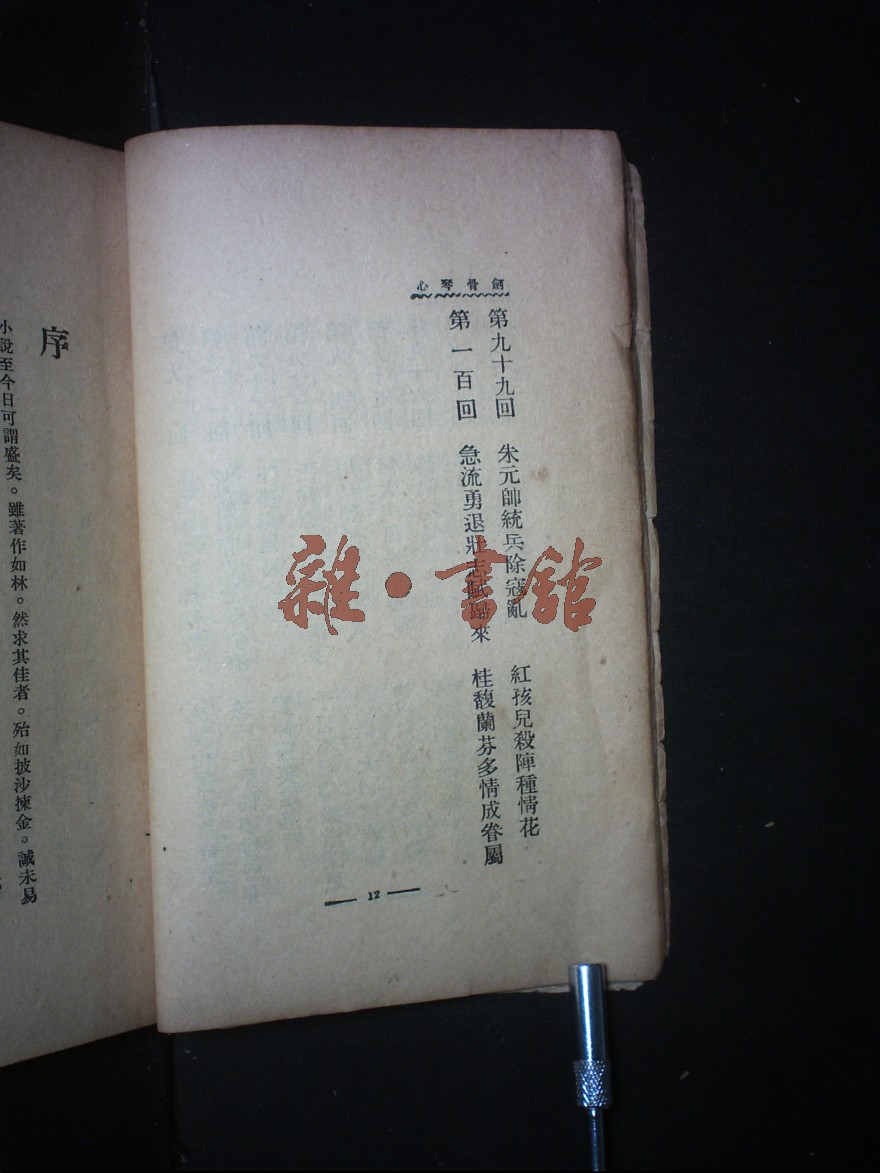 心琴骨劍
第九十九回 朱元帥統兵除寇亂 紅孩兒殺陣種情花
第一百回 急流勇退壯志賦歸來 桂馥蘭芬多情成眷屬
12
序
小說至今日可謂盛矣。雖著作如林。然求其佳者。殆如披沙揀金。誠未易
雜·書館